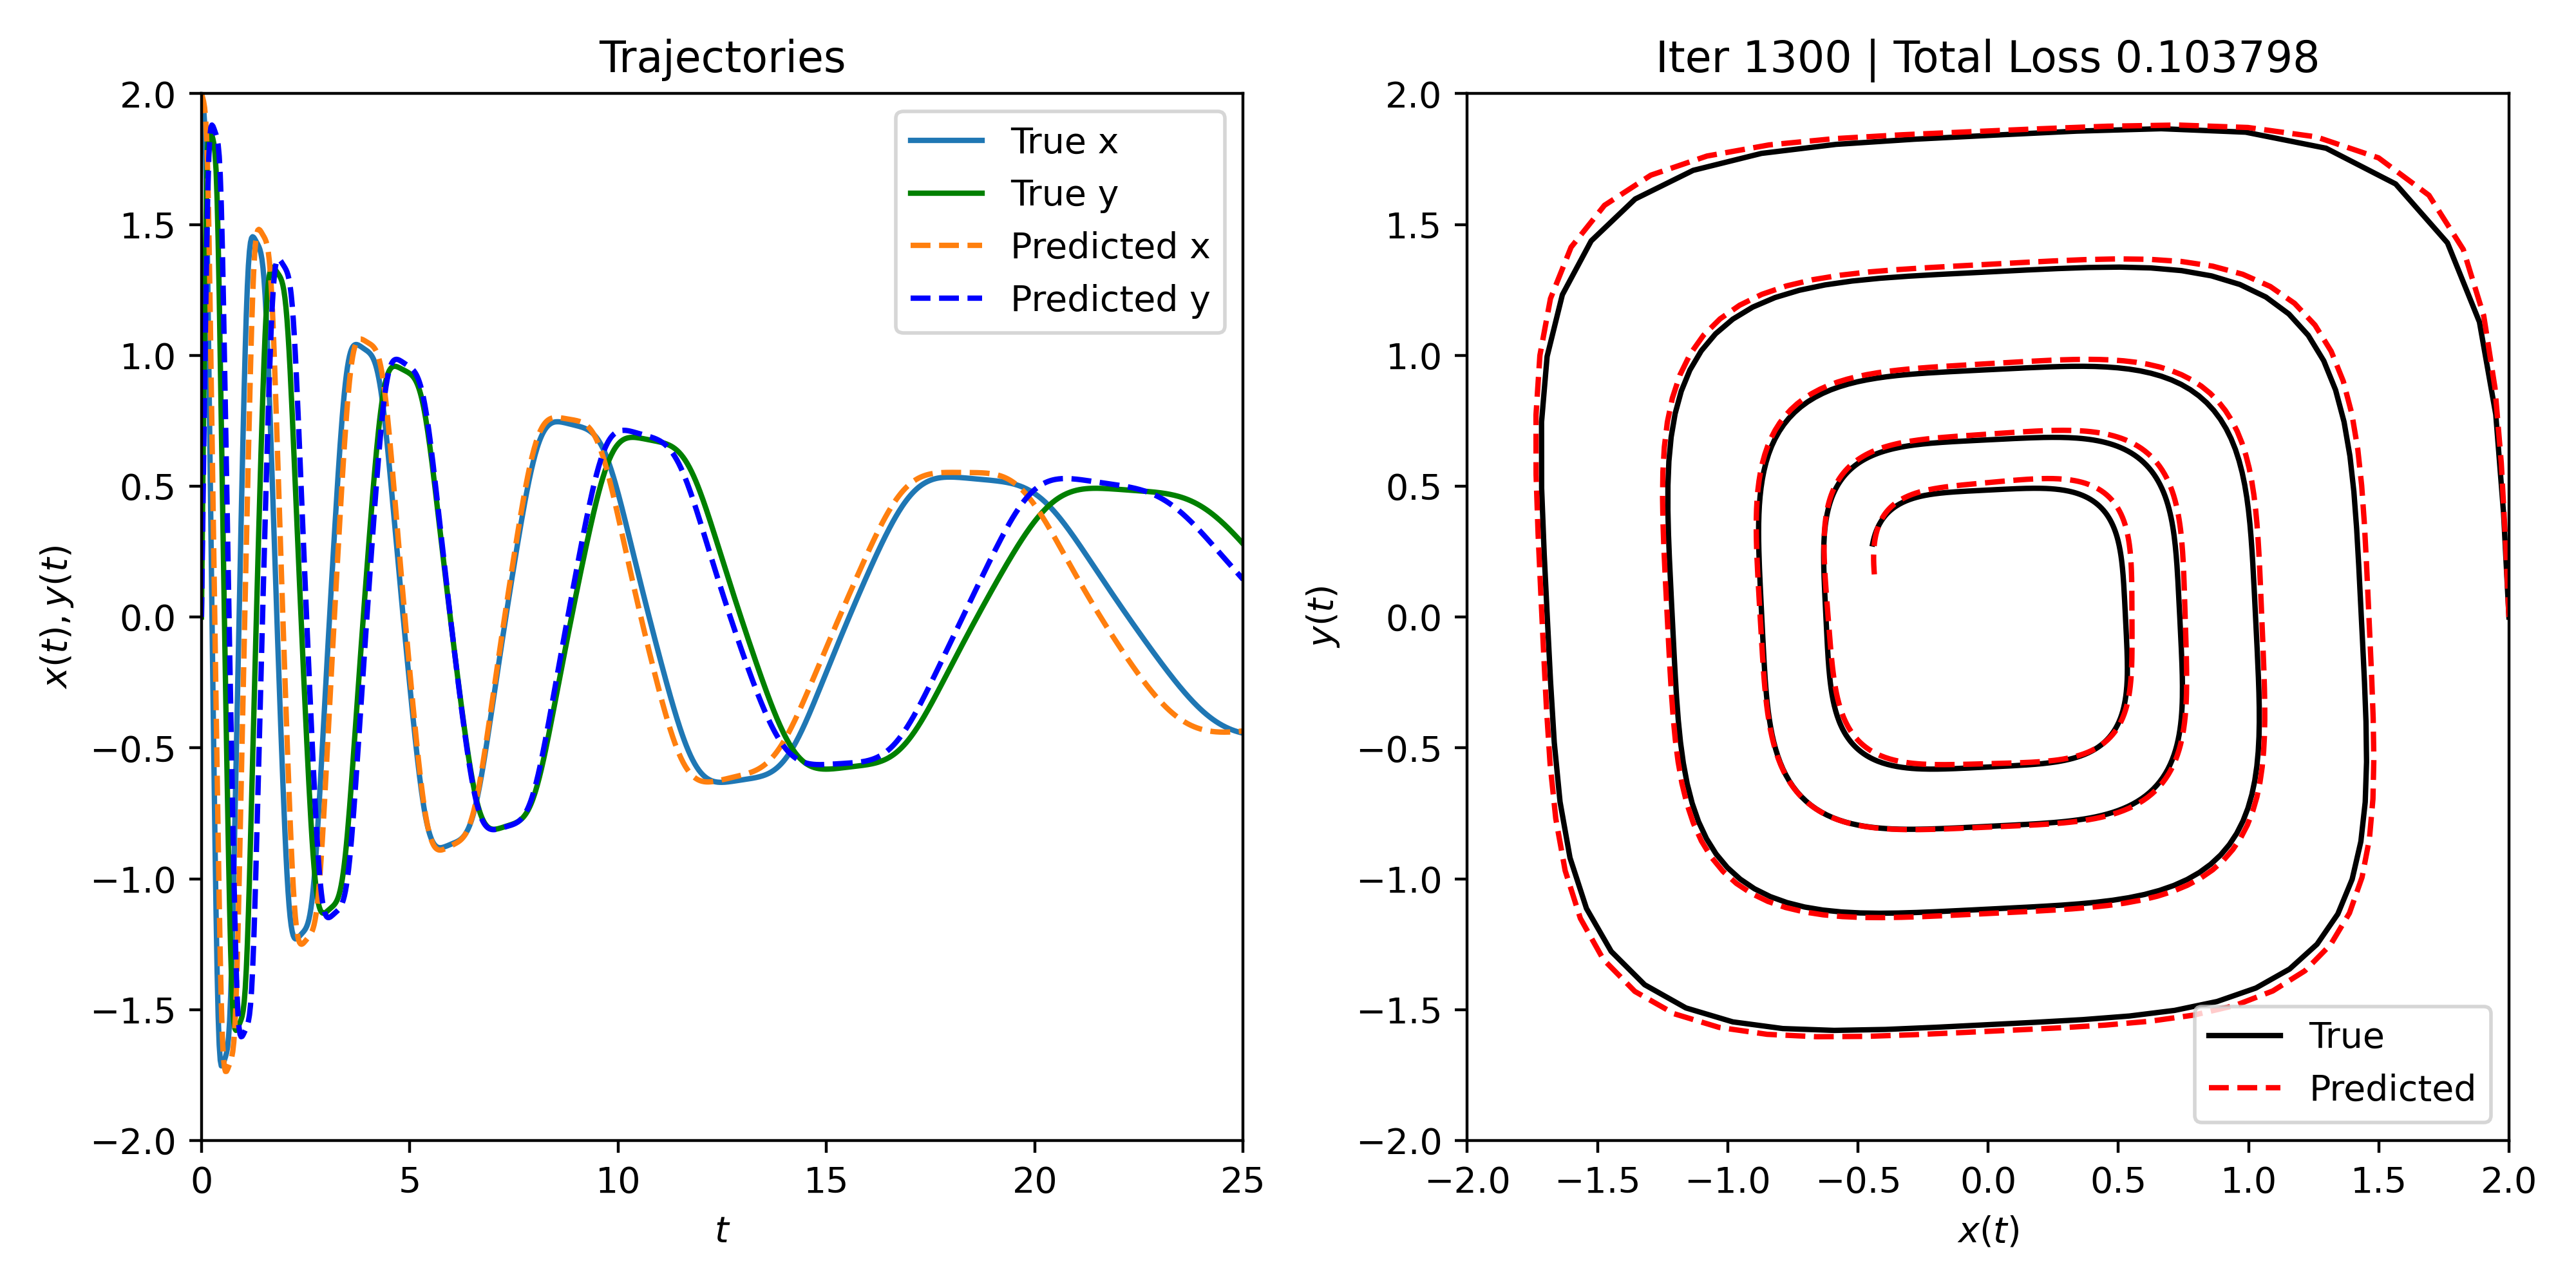 Trajectories
2.0
1.5
1.0
0.5
0.0
−0.5
−1.0
−1.5
−2.0
x(t), y(t)
0 5 10 15 20 25
t
True x
True y
Predicted x
Predicted y
Iter 1300 | Total Loss 0.103798
2.0
1.5
1.0
0.5
0.0
−0.5
−1.0
−1.5
−2.0
y(t)
−2.0 −1.5 −1.0 −0.5 0.0 0.5 1.0 1.5 2.0
x(t)
True
Predicted